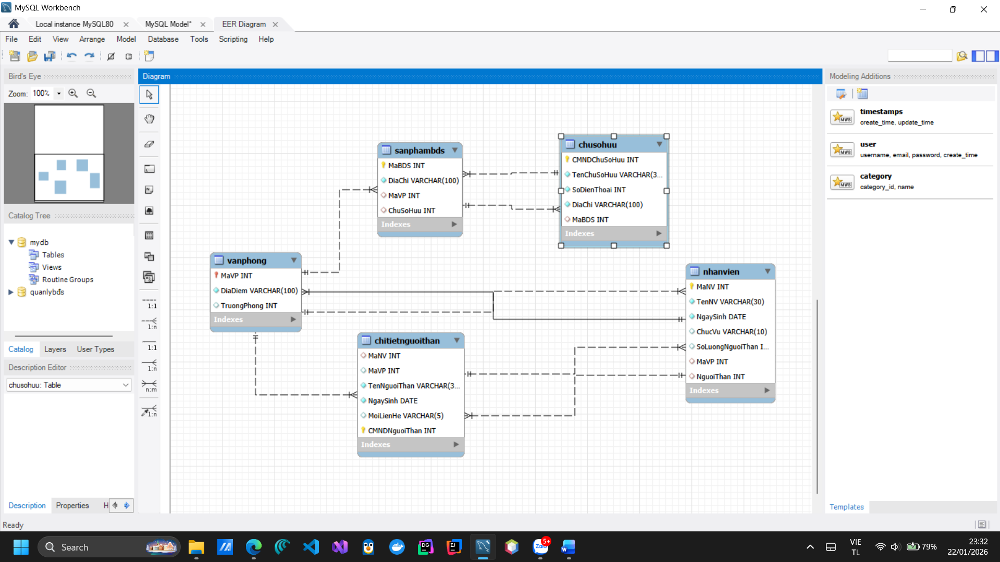 MySQL Workbench
Local instance MySQL80
MySQL Model*
EER Diagram
File Edit View Arrange Model Database Tools Scripting Help
Bird's Eye
Zoom: 100%
Catalog Tree
mydb
Tables
Views
Routine Groups
quanlybđs
Catalog Layers User Types
Description Editor
chusohuu: Table
Description Properties H
Ready
Diagram
1:1
1:n
1:1
1:n
n:m
1:n
sanphambds
MaBDS INT
DiaChi VARCHAR(100)
MaVP INT
ChuSoHuu INT
Indexes
chusohuu
CMNDChuSoHuu INT
TenChuSoHuu VARCHAR(3...
SoDienThoai INT
DiaChi VARCHAR(100)
MaBDS INT
Indexes
vanphong
MaVP INT
DiaDiem VARCHAR(100)
TruongPhong INT
Indexes
nhanvien
MaNV INT
TenNV VARCHAR(30)
NgaySinh DATE
ChucVu VARCHAR(10)
SoLuongNguoiThan I...
MaVP INT
NguoiThan INT
Indexes
chitietnguoithan
MaNV INT
MaVP INT
TenNguoiThan VARCHAR(3...
NgaySinh DATE
MoiLienHe VARCHAR(5)
CMNDNguoiThan INT
Indexes
Modeling Additions
MWB
timestamps
create_time, update_time
MWB
user
username, email, password, create_time
MWB
category
category_id, name
Templates
Search
DG
IJ
Zalo
5+
W
VIE
TL
79%
23:32
22/01/2026